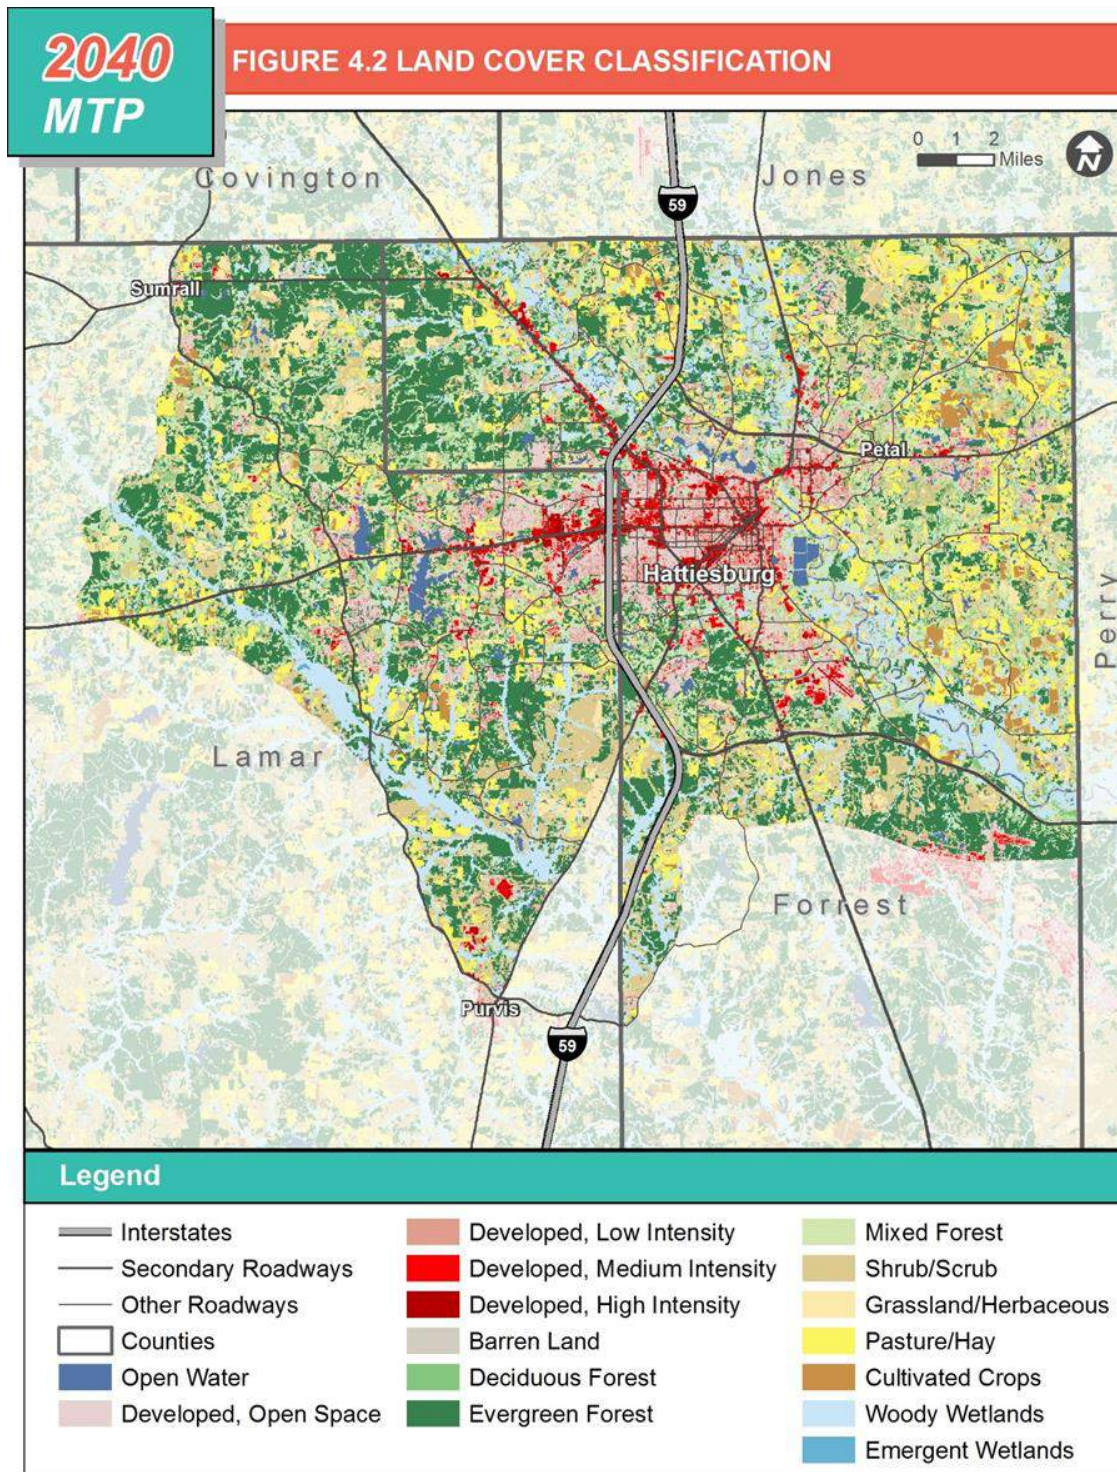 2040
MTP
FIGURE 4.2 LAND COVER CLASSIFICATION
0 1 2
Miles
N
Covington
Jones
59
Sumrall
Petal
Hattiesburg
Perry
Lamar
Forrest
Purvis
59
Legend
Interstates
Secondary Roadways
Other Roadways
Counties
Open Water
Developed, Open Space
Developed, Low Intensity
Developed, Medium Intensity
Developed, High Intensity
Barren Land
Deciduous Forest
Evergreen Forest
Mixed Forest
Shrub/Scrub
Grassland/Herbaceous
Pasture/Hay
Cultivated Crops
Woody Wetlands
Emergent Wetlands